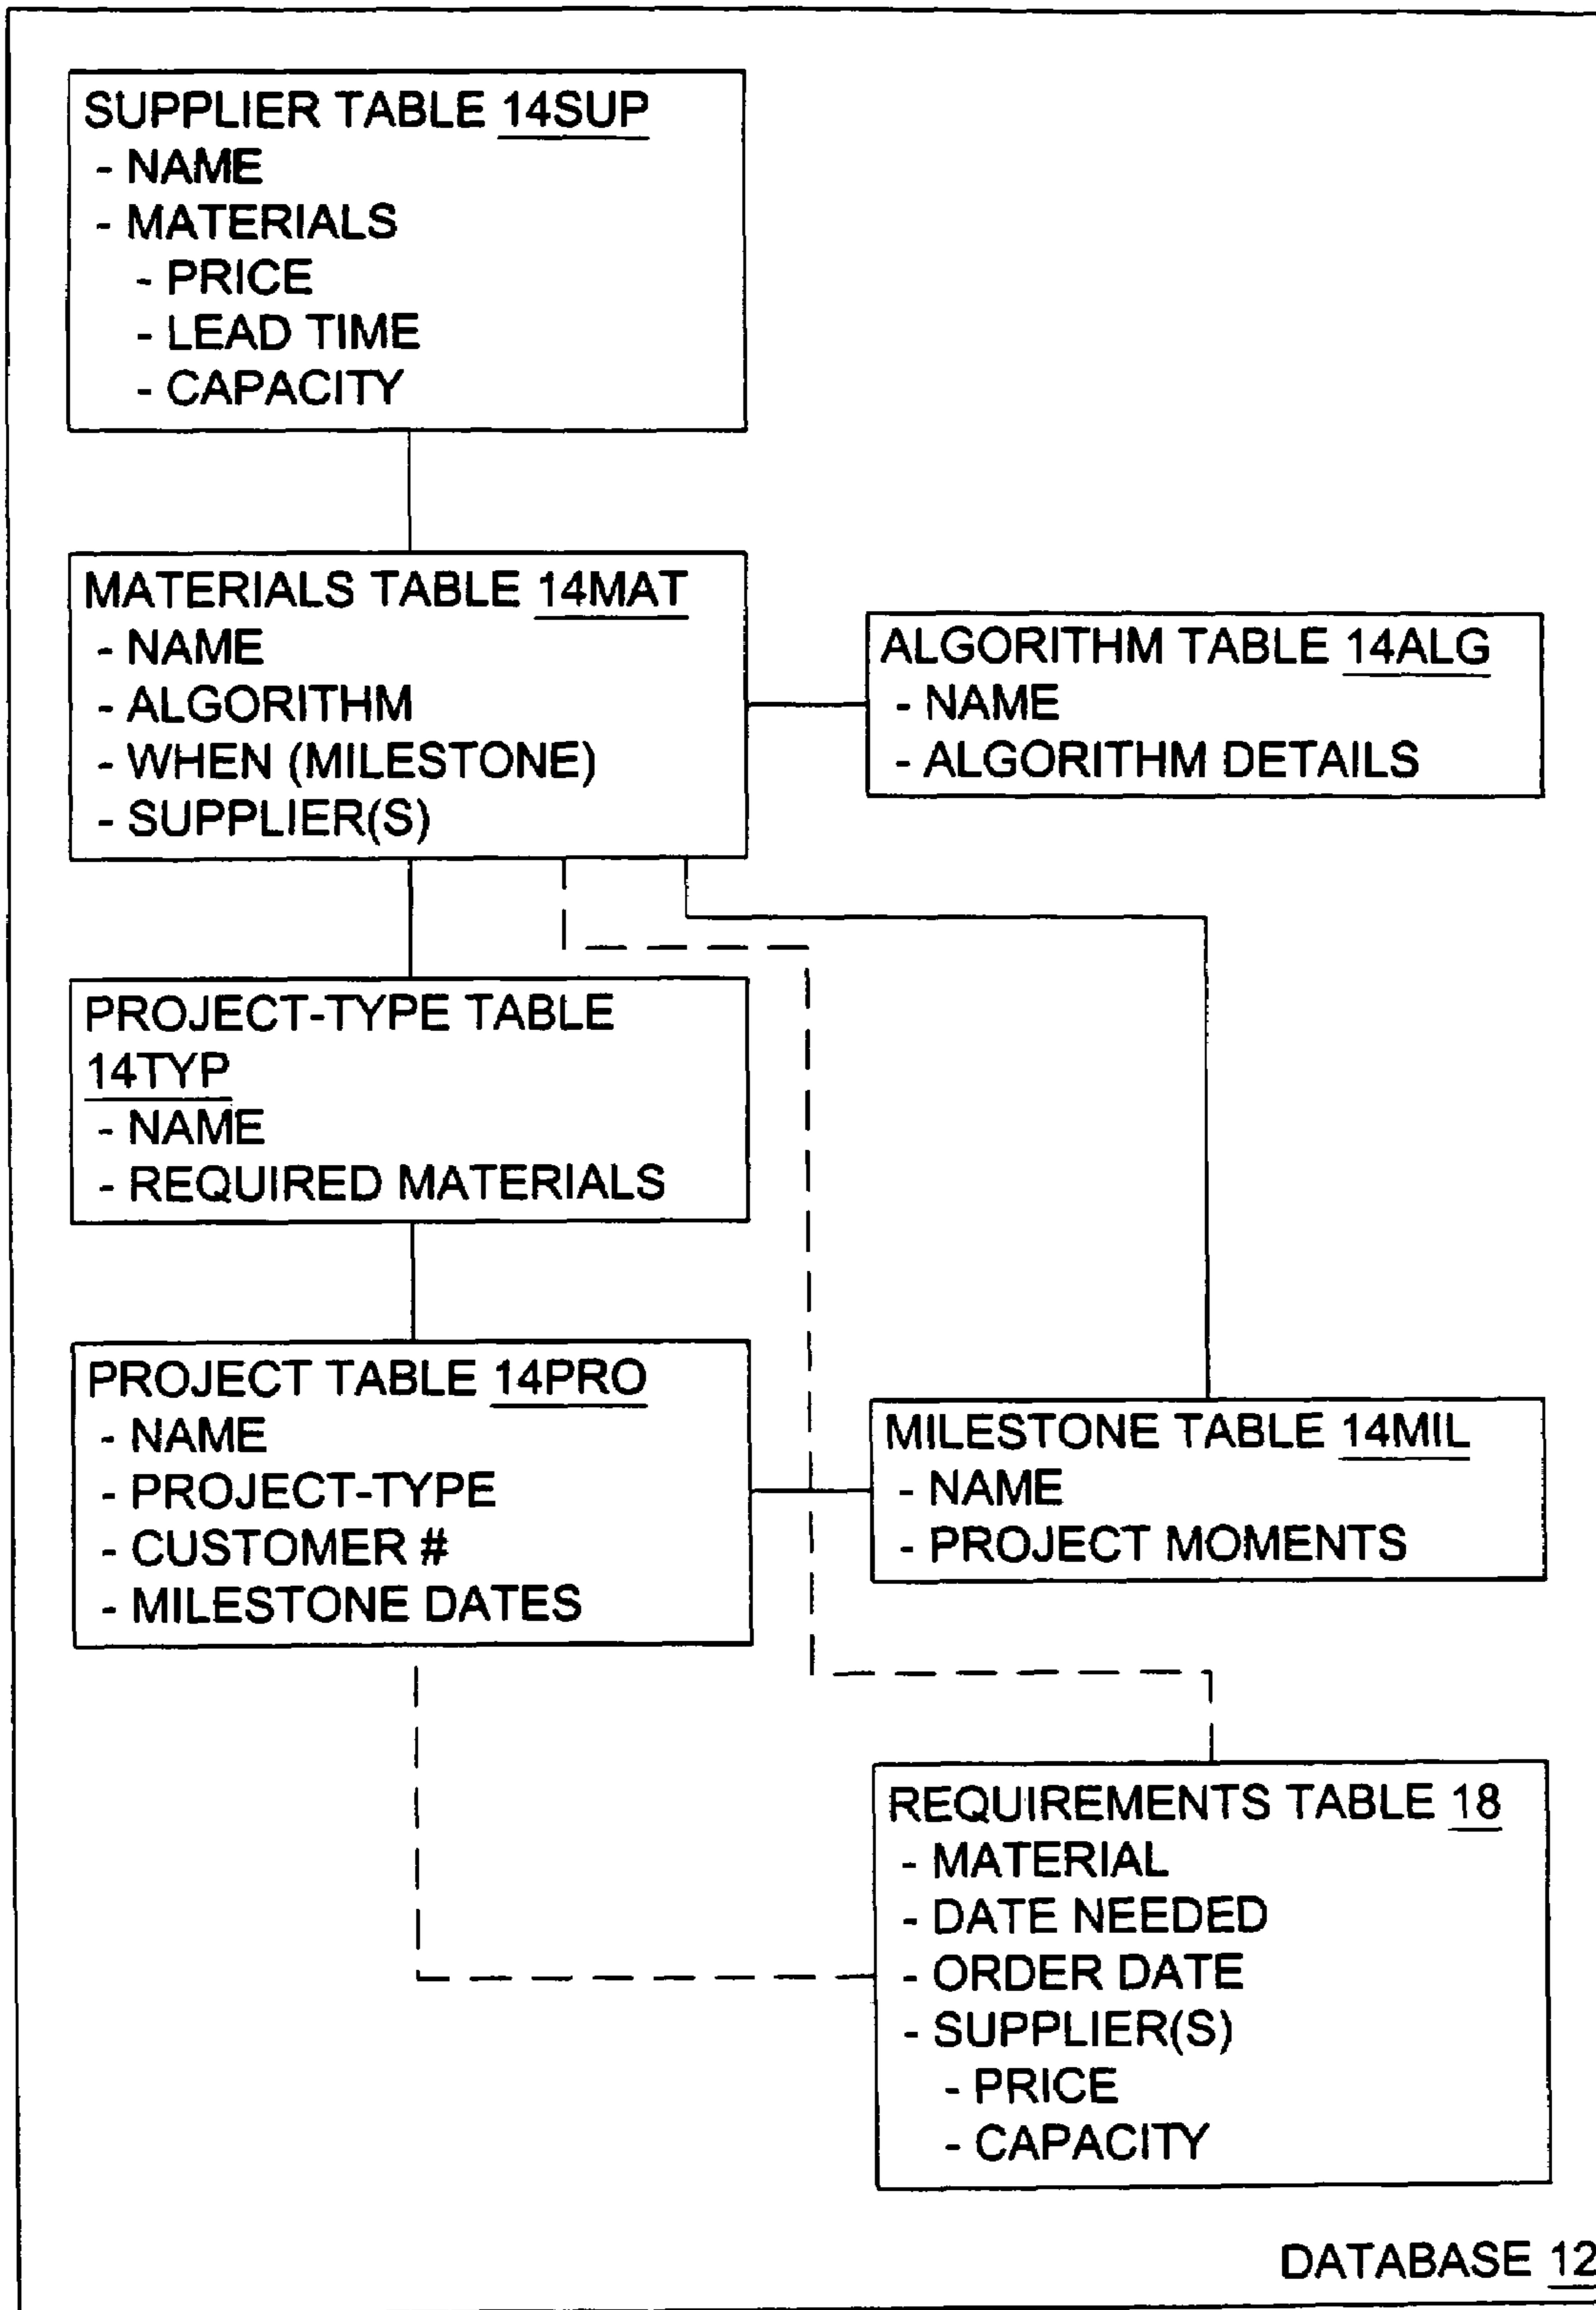 SUPPLIER TABLE 14SUP
- NAME
- MATERIALS
- PRICE
- LEAD TIME
- CAPACITY
MATERIALS TABLE 14MAT
- NAME
- ALGORITHM
- WHEN (MILESTONE)
- SUPPLIER(S)
ALGORITHM TABLE 14ALG
- NAME
- ALGORITHM DETAILS
PROJECT-TYPE TABLE
14TYP
- NAME
- REQUIRED MATERIALS
PROJECT TABLE 14PRO
- NAME
- PROJECT-TYPE
- CUSTOMER #
- MILESTONE DATES
MILESTONE TABLE 14MIL
- NAME
- PROJECT MOMENTS
REQUIREMENTS TABLE 18
- MATERIAL
- DATE NEEDED
- ORDER DATE
- SUPPLIER(S)
- PRICE
- CAPACITY
DATABASE 12